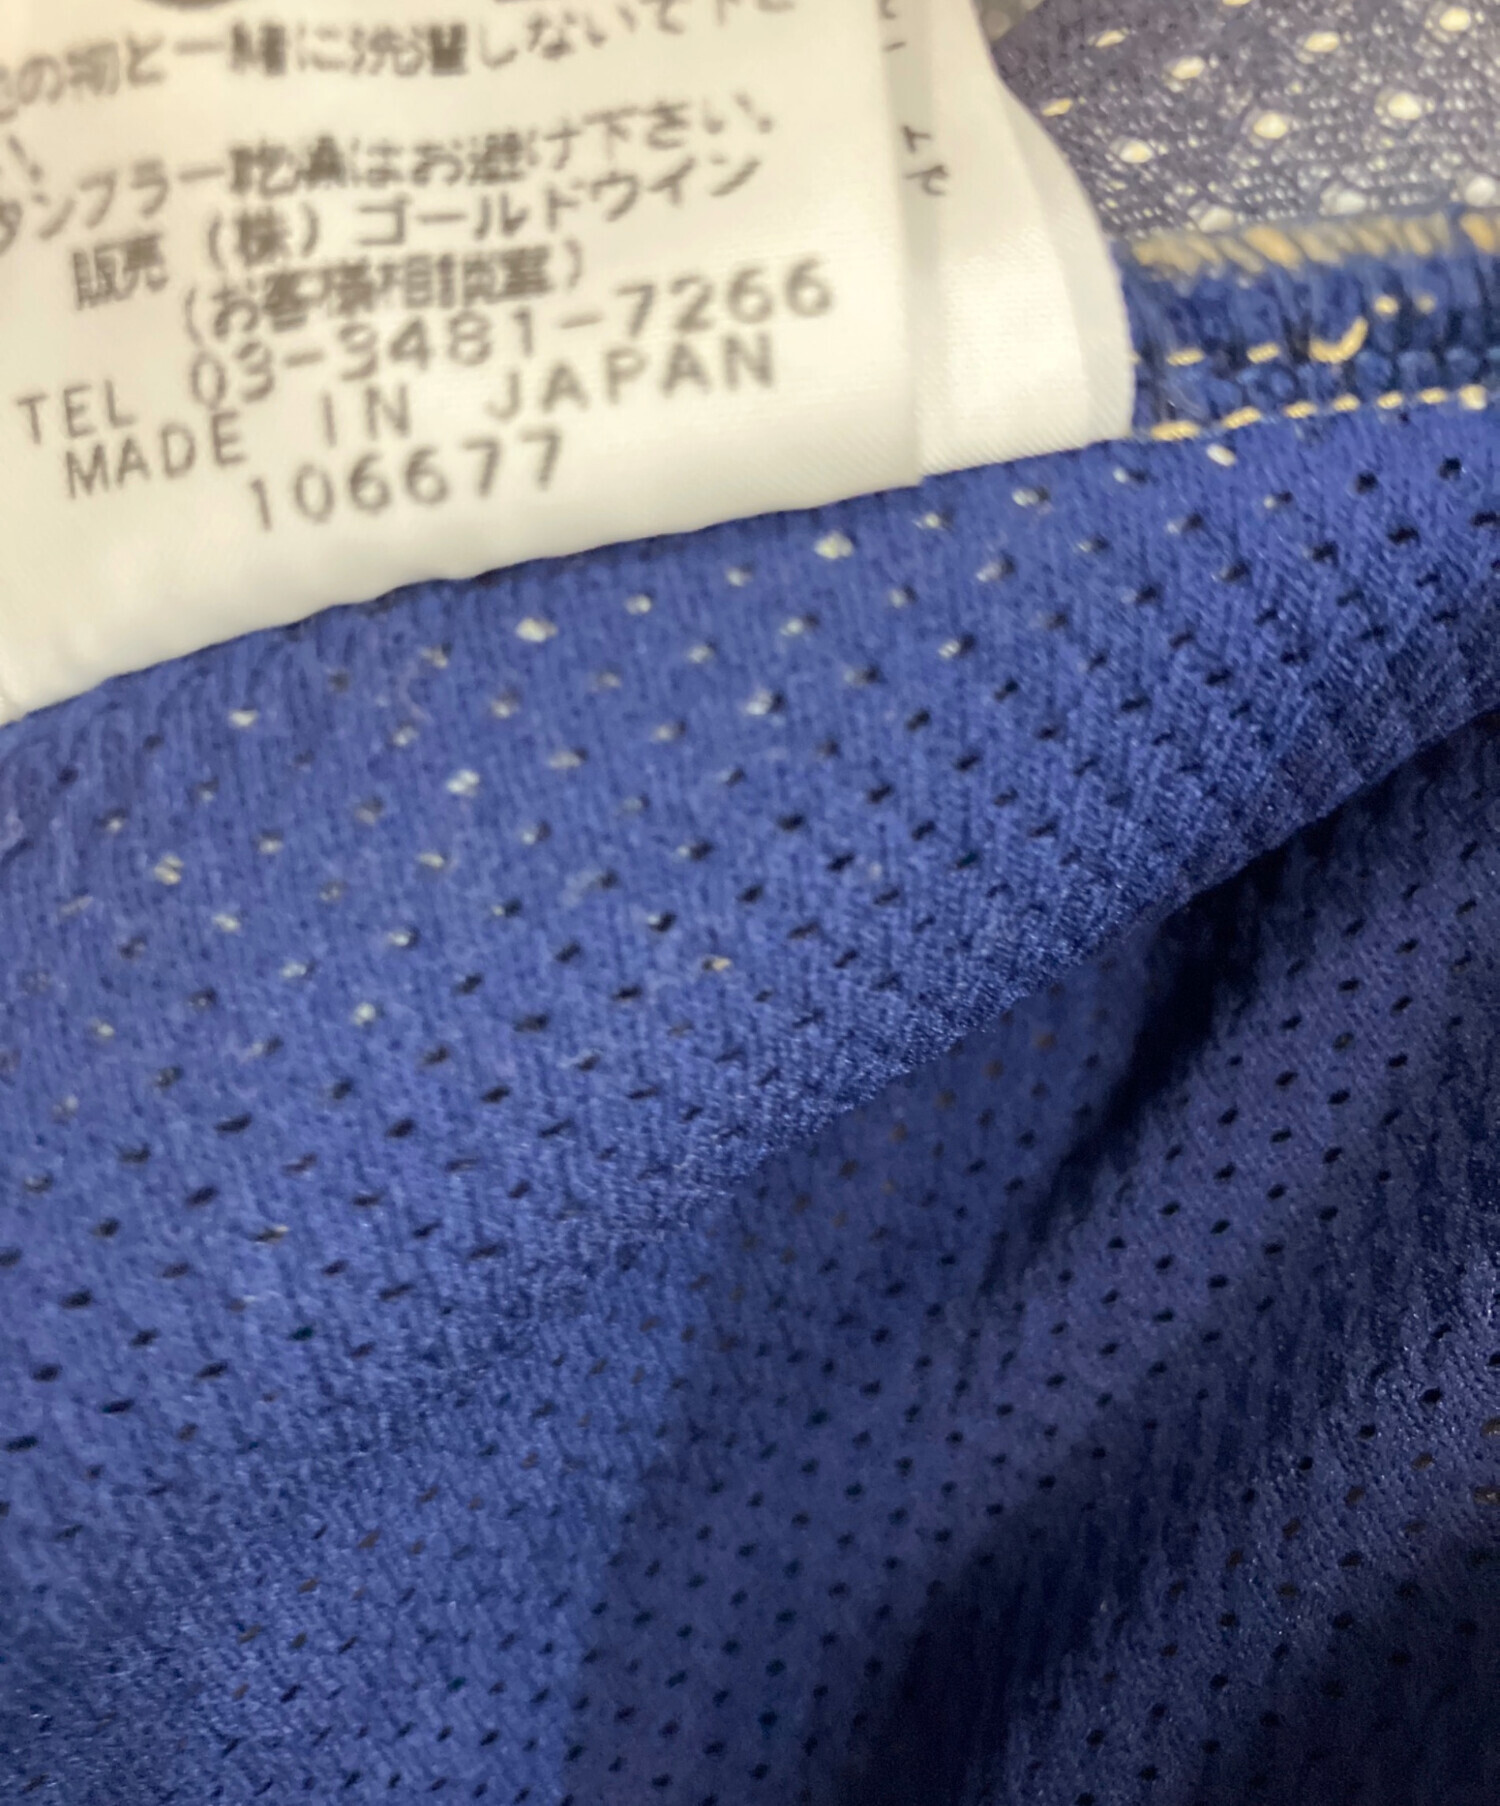 の物と一緒に洗濯しないで下さ
い。
タンブラー乾燥はお避け下さい。
販売 (株) ゴールドウイン
(お客様相談室)
TEL 03-3481-7266
MADE IN JAPAN
106677